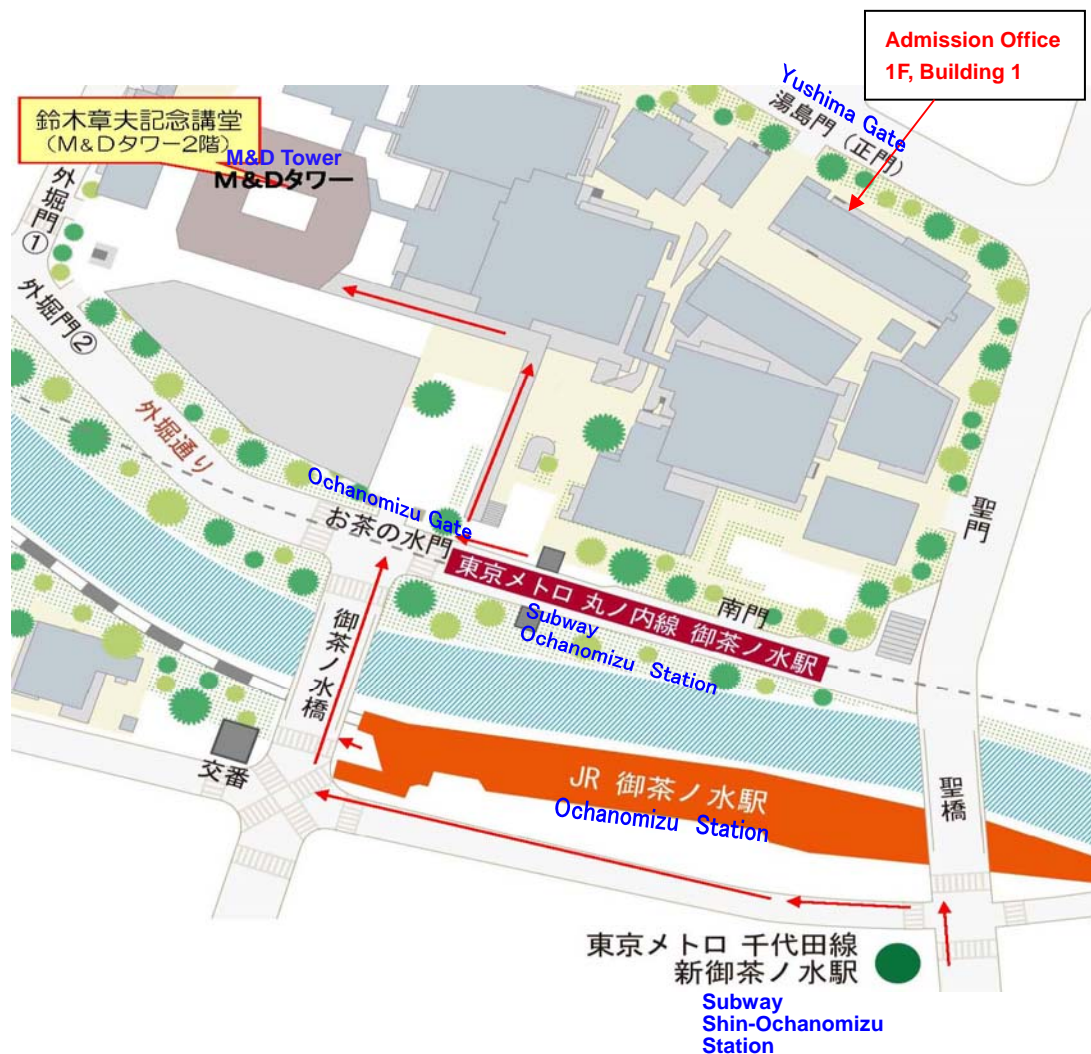 Admission Office
1F, Building 1
Yushima Gate
湯島門（正門）
鈴木章夫記念講堂
（M&Dタワー2階）
M&D Tower
M&Dタワー
外堀門①
外堀門②
外堀通り
Ochanomizu Gate
お茶の水門
東京メトロ 丸ノ内線 御茶ノ水駅
Subway
Ochanomizu Station
南門
聖門
御茶ノ水橋
交番
JR 御茶ノ水駅
Ochanomizu Station
聖橋
東京メトロ 千代田線
新御茶ノ水駅
Subway
Shin-Ochanomizu
Station